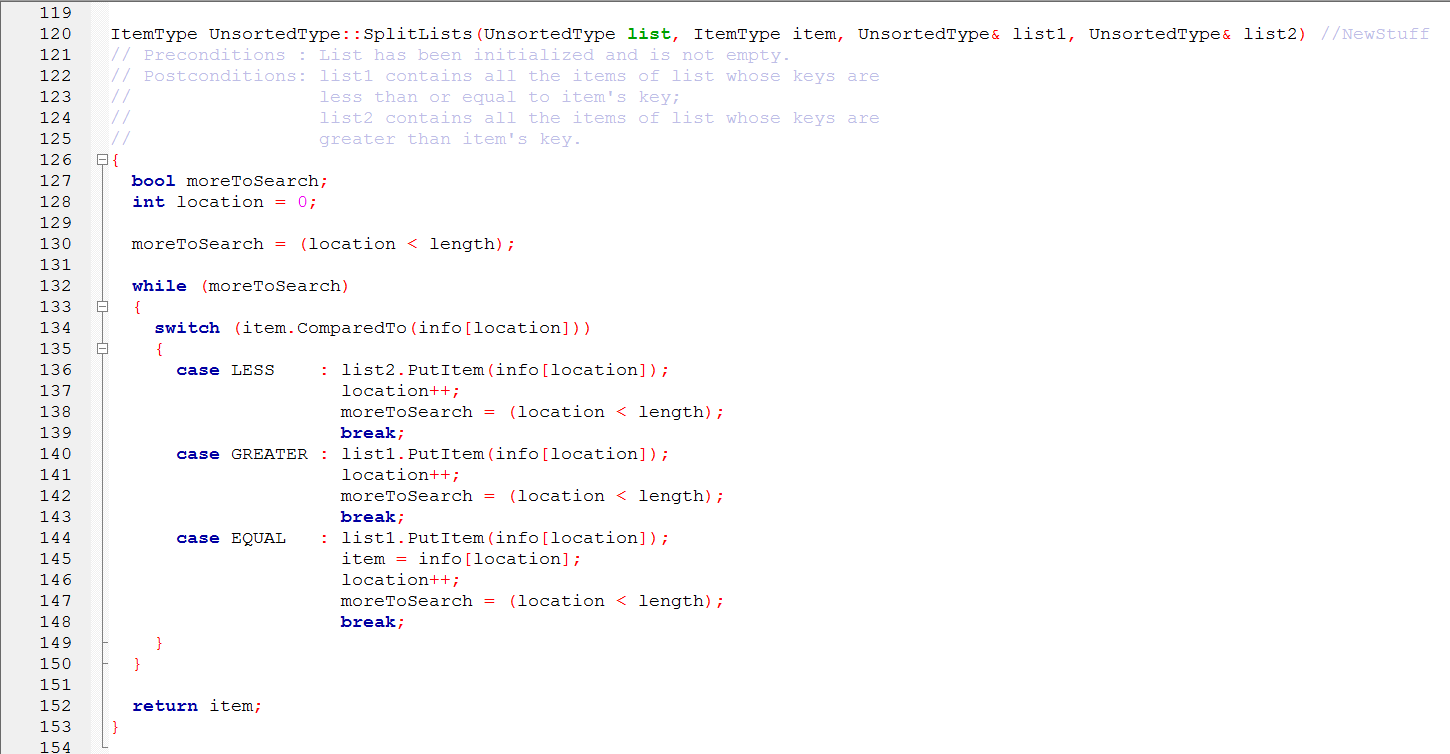 119
120 ItemType UnsortedType::SplitLists(UnsortedType list, ItemType item, UnsortedType& list1, UnsortedType& list2) //NewStuff
121 // Preconditions : List has been initialized and is not empty.
122 // Postconditions: list1 contains all the items of list whose keys are
123 //                 less than or equal to item's key;
124 //                 list2 contains all the items of list whose keys are
125 //                 greater than item's key.
126 {
127   bool moreToSearch;
128   int location = 0;
129
130   moreToSearch = (location < length);
131
132   while (moreToSearch)
133   {
134     switch (item.ComparedTo(info[location]))
135     {
136       case LESS    : list2.PutItem(info[location]);
137                      location++;
138                      moreToSearch = (location < length);
139                      break;
140       case GREATER : list1.PutItem(info[location]);
141                      location++;
142                      moreToSearch = (location < length);
143                      break;
144       case EQUAL   : list1.PutItem(info[location]);
145                      item = info[location];
146                      location++;
147                      moreToSearch = (location < length);
148                      break;
149     }
150   }
151
152   return item;
153 }
154